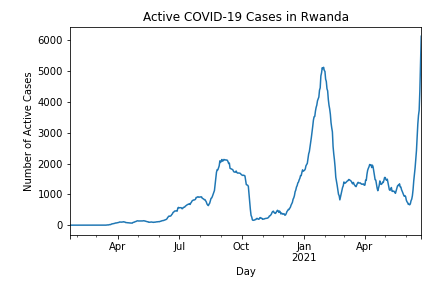 Active COVID-19 Cases in Rwanda
Number of Active Cases
6000
5000
4000
3000
2000
1000
0
Apr
Jul
Oct
Jan
2021
Apr
Day